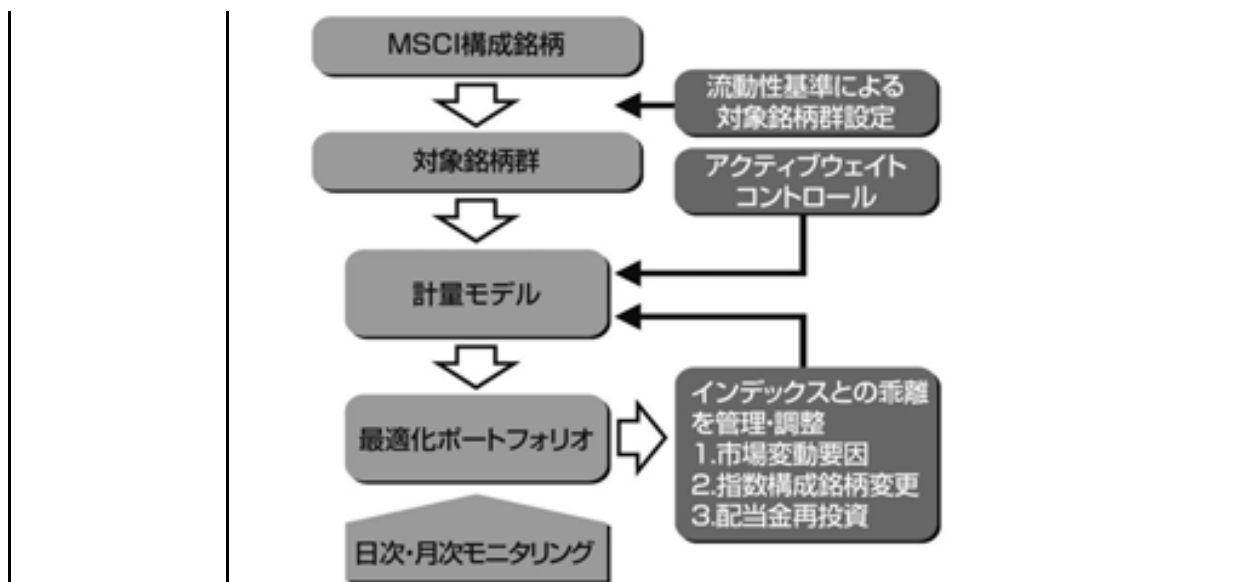 MSCI構成銘柄
流動性基準による
対象銘柄群設定
対象銘柄群
アクティブウェイト
コントロール
計量モデル
最適化ポートフォリオ
インデックスとの乖離
を管理・調整
1.市場変動要因
2.指数構成銘柄変更
3.配当金再投資
日次・月次モニタリング